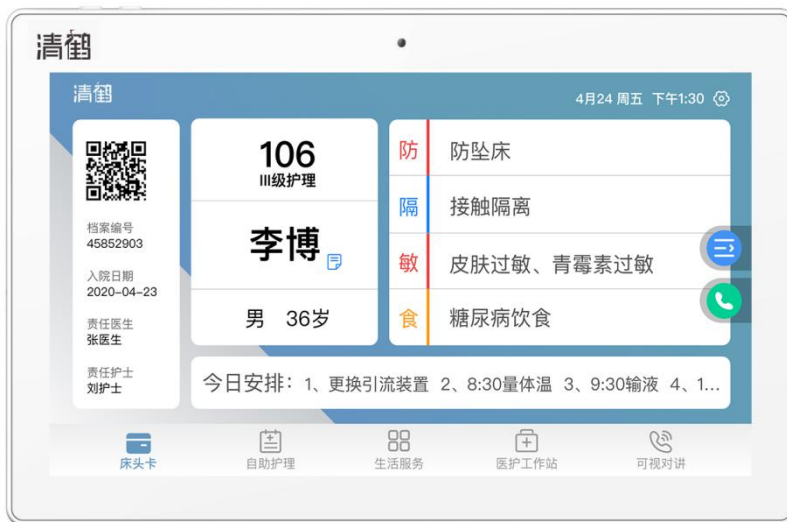 清鹤
清鹤
4月24 周五 下午1:30
档案编号
45852903
入院日期
2020-04-23
责任医生
张医生
责任护士
刘护士
106
III级护理
李博
男 36岁
防 防坠床
隔 接触隔离
敏 皮肤过敏、青霉素过敏
食 糖尿病饮食
今日安排：1、更换引流装置 2、8:30量体温 3、9:30输液 4、1...
床头卡
自助护理
生活服务
医护工作站
可视对讲